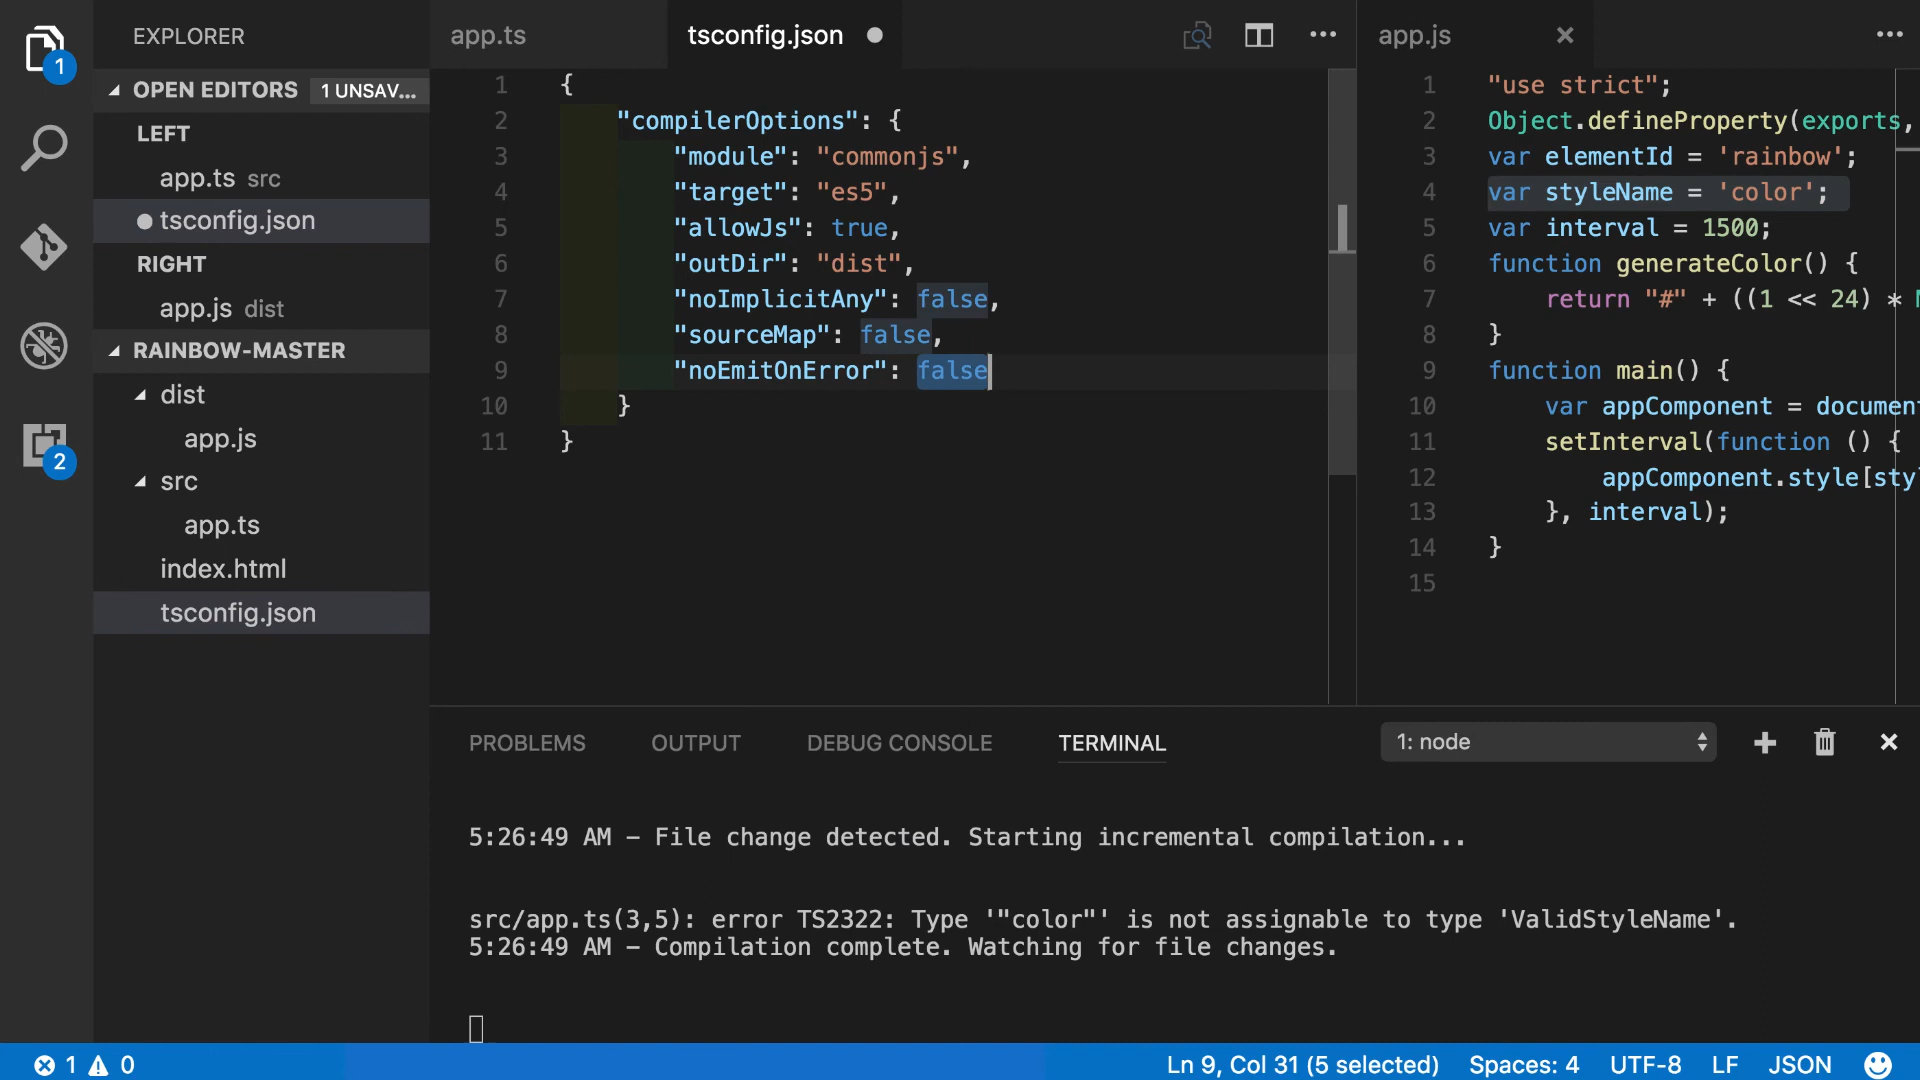 1
2
EXPLORER
OPEN EDITORS 1 UNSAV...
LEFT
app.ts src
tsconfig.json
RIGHT
app.js dist
RAINBOW-MASTER
dist
app.js
src
app.ts
index.html
tsconfig.json
app.ts
tsconfig.json
1 {
2 "compilerOptions": {
3 "module": "commonjs",
4 "target": "es5",
5 "allowJs": true,
6 "outDir": "dist",
7 "noImplicitAny": false,
8 "sourceMap": false,
9 "noEmitOnError": false
10 }
11 }
app.js
1 "use strict";
2 Object.defineProperty(exports,
3 var elementId = 'rainbow';
4 var styleName = 'color';
5 var interval = 1500;
6 function generateColor() {
7 return "#" + ((1 << 24) *
8 }
9 function main() {
10 var appComponent = document
11 setInterval(function () {
12 appComponent.style[sty
13 }, interval);
14 }
15
PROBLEMS OUTPUT DEBUG CONSOLE TERMINAL 1: node
5:26:49 AM – File change detected. Starting incremental compilation...
src/app.ts(3,5): error TS2322: Type '"color"' is not assignable to type 'ValidStyleName'.
5:26:49 AM – Compilation complete. Watching for file changes.
1 0 Ln 9, Col 31 (5 selected) Spaces: 4 UTF-8 LF JSON